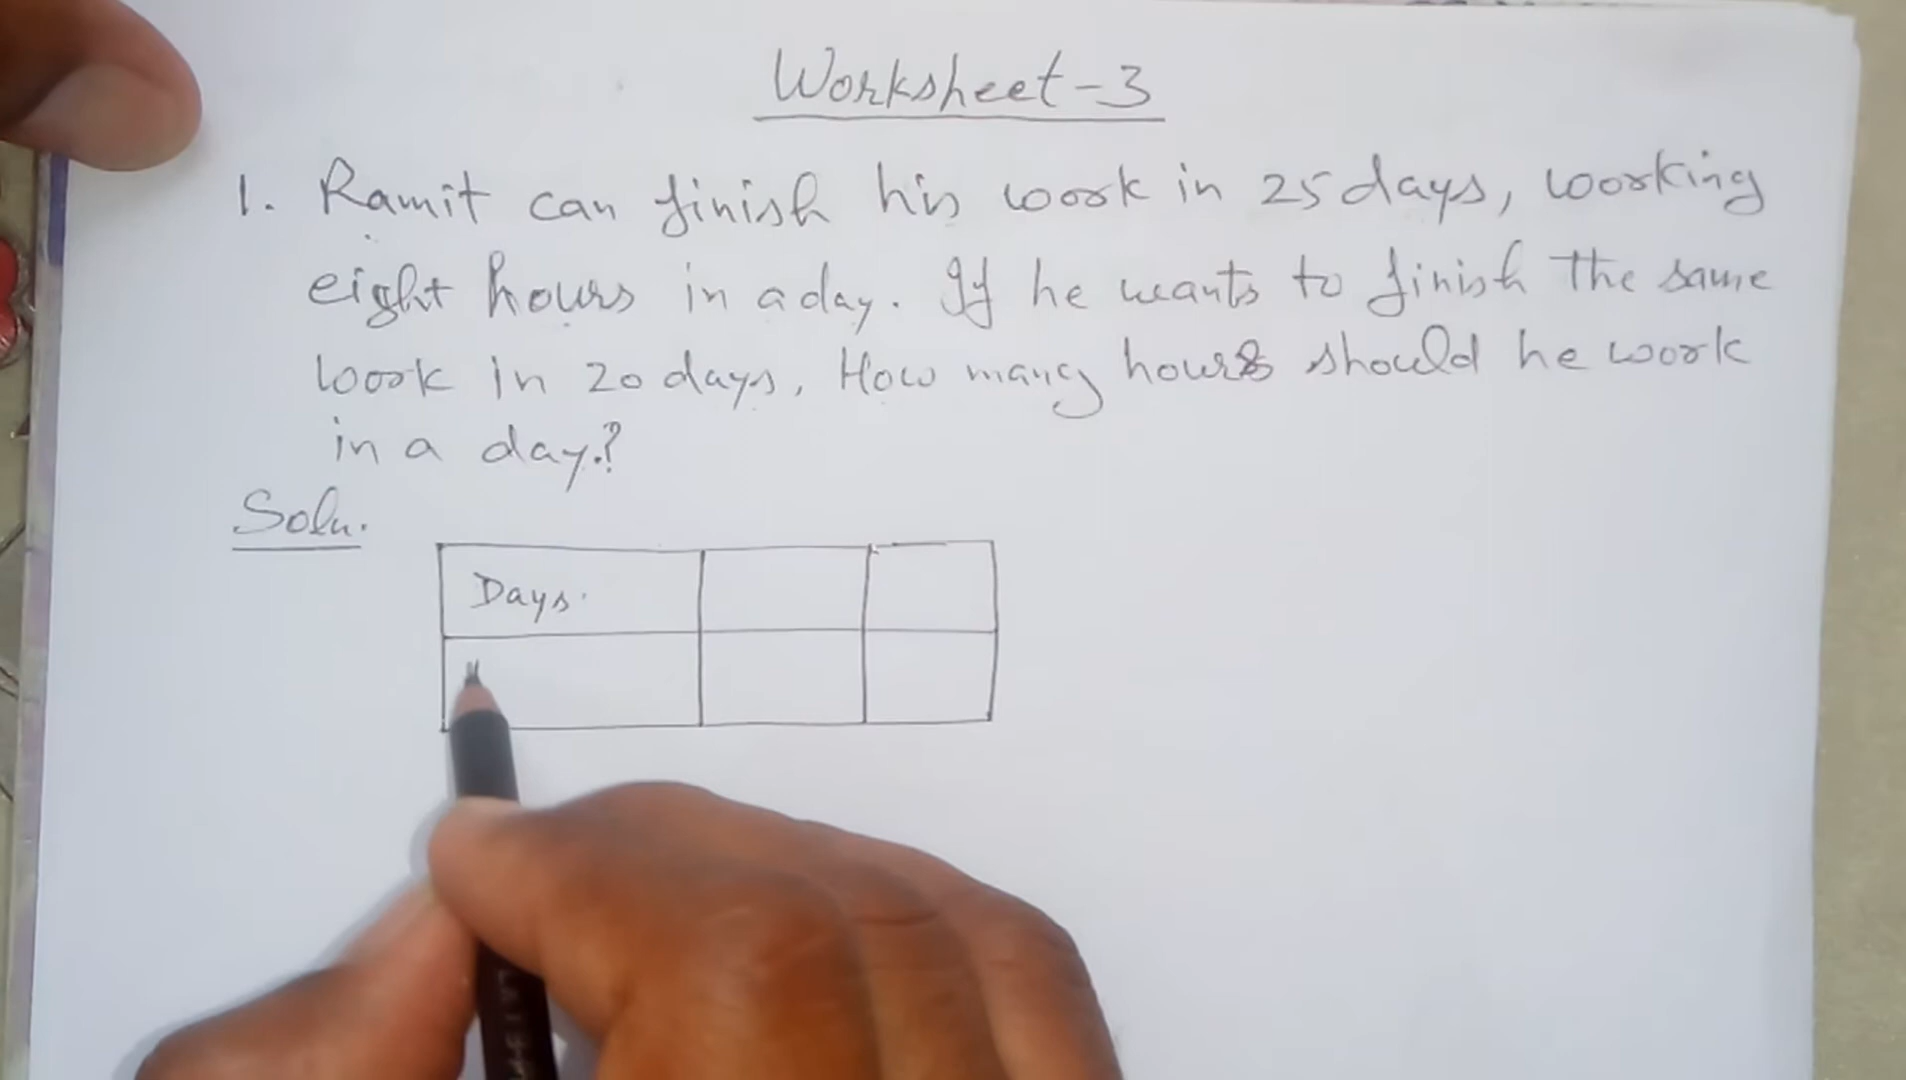 Worksheet-3
1. Ramit can finish his work in 25 days, working
eight hours in a day. If he wants to finish the same
work in 20 days, How many hours should he work
in a day.?
Soln.
Days.